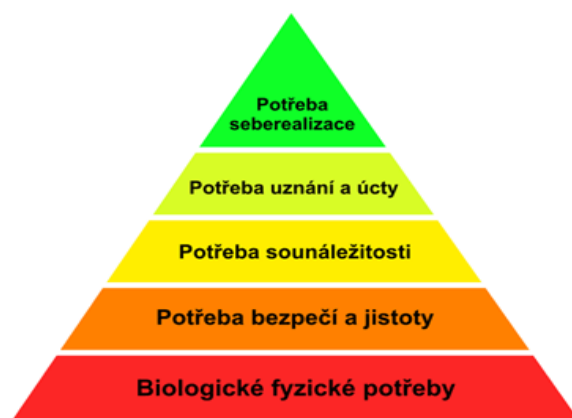 Potřeba
seberealizace
Potřeba uznání a úcty
Potřeba sounáležitosti
Potřeba bezpečí a jistoty
Biologické fyzické potřeby